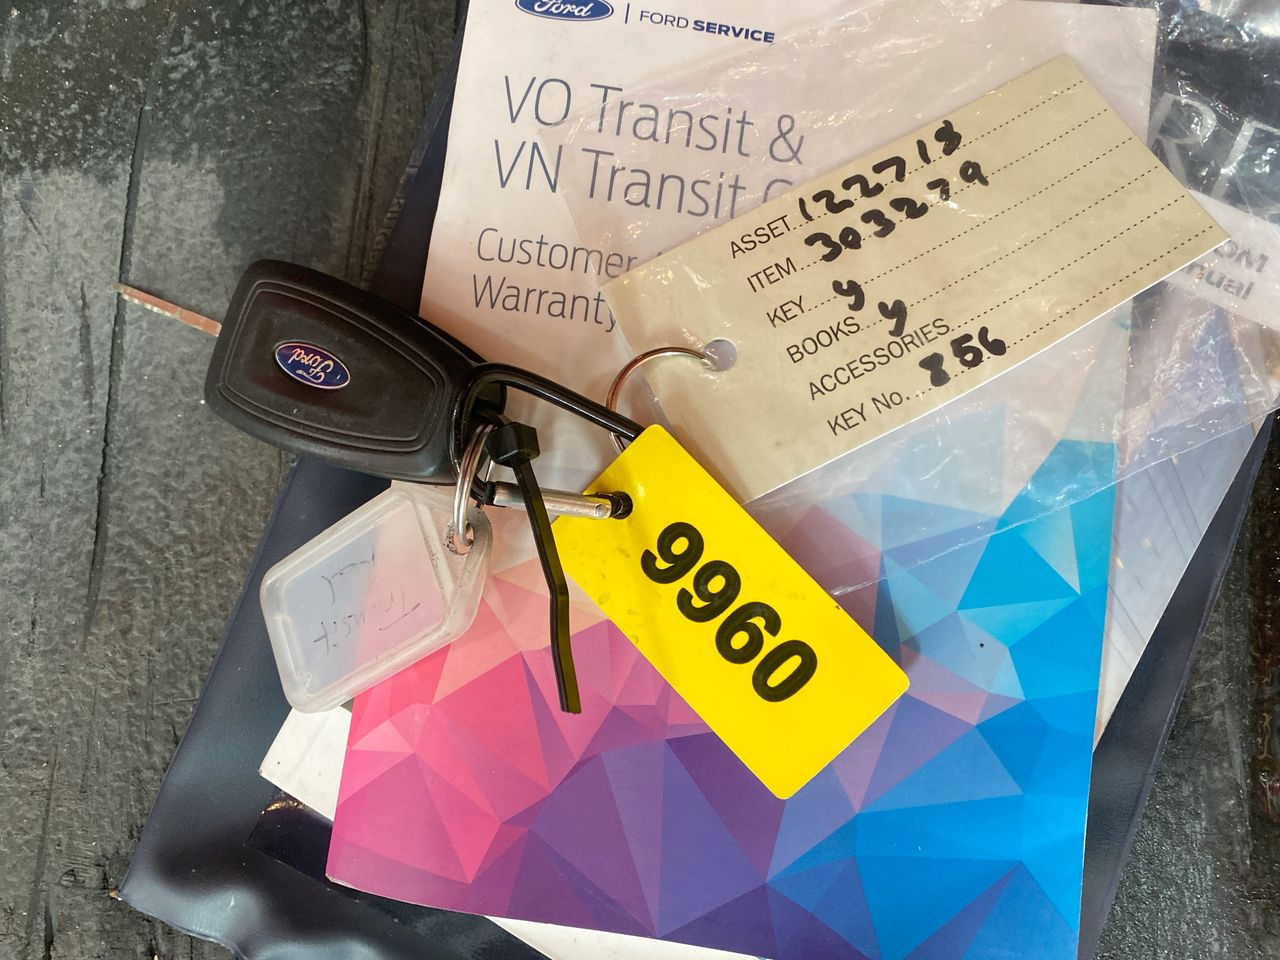 Ford | FORD SERVICE
VO Transit &
VN Transit
Customer
Warranty
ASSET 1227718
ITEM 303279
KEY y
BOOKS y
ACCESSORIES
KEY No. 856
Ford
Transit
9960